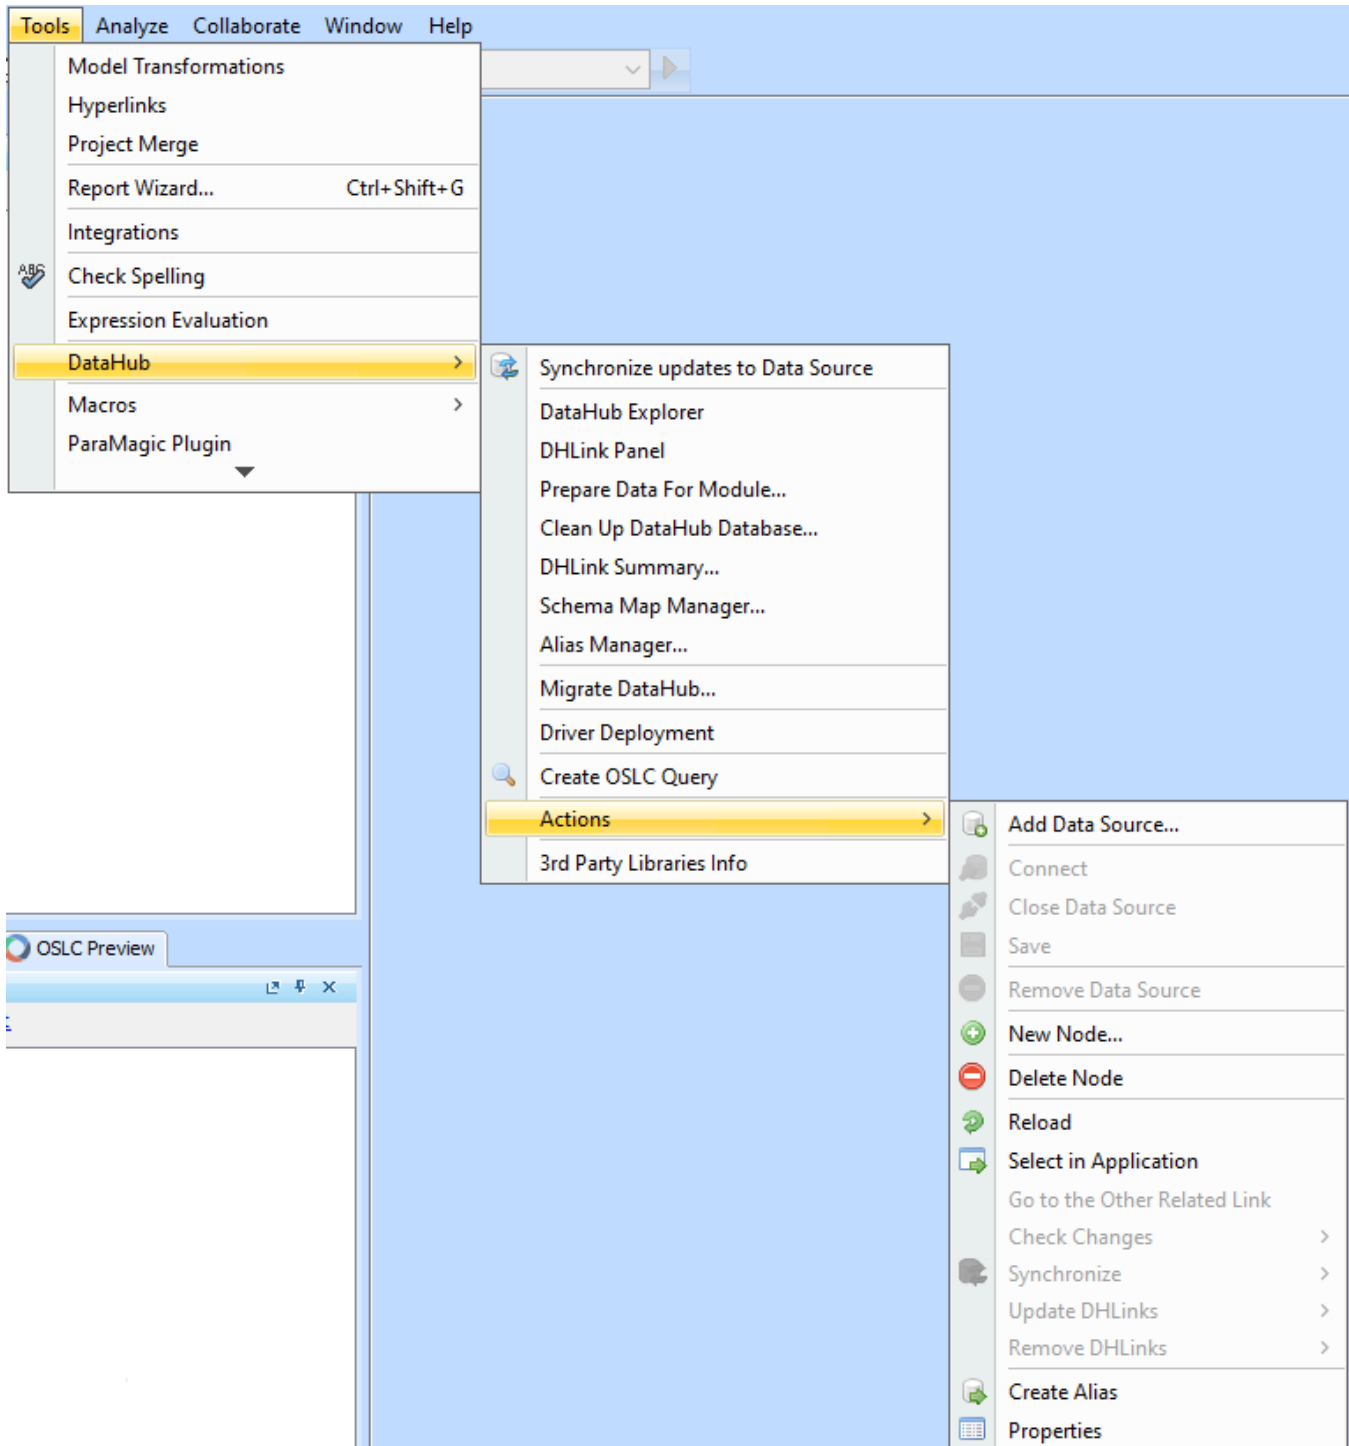 Tools Analyze Collaborate Window Help
Model Transformations
Hyperlinks
Project Merge
Report Wizard... Ctrl+Shift+G
Integrations
ABC
Check Spelling
Expression Evaluation
DataHub
Macros
ParaMagic Plugin
Synchronize updates to Data Source
DataHub Explorer
DHLink Panel
Prepare Data For Module...
Clean Up DataHub Database...
DHLink Summary...
Schema Map Manager...
Alias Manager...
Migrate DataHub...
Driver Deployment
Create OSLC Query
Actions
3rd Party Libraries Info
Add Data Source...
Connect
Close Data Source
Save
Remove Data Source
New Node...
Delete Node
Reload
Select in Application
Go to the Other Related Link
Check Changes
Synchronize
Update DHLinks
Remove DHLinks
Create Alias
Properties
OSLC Preview